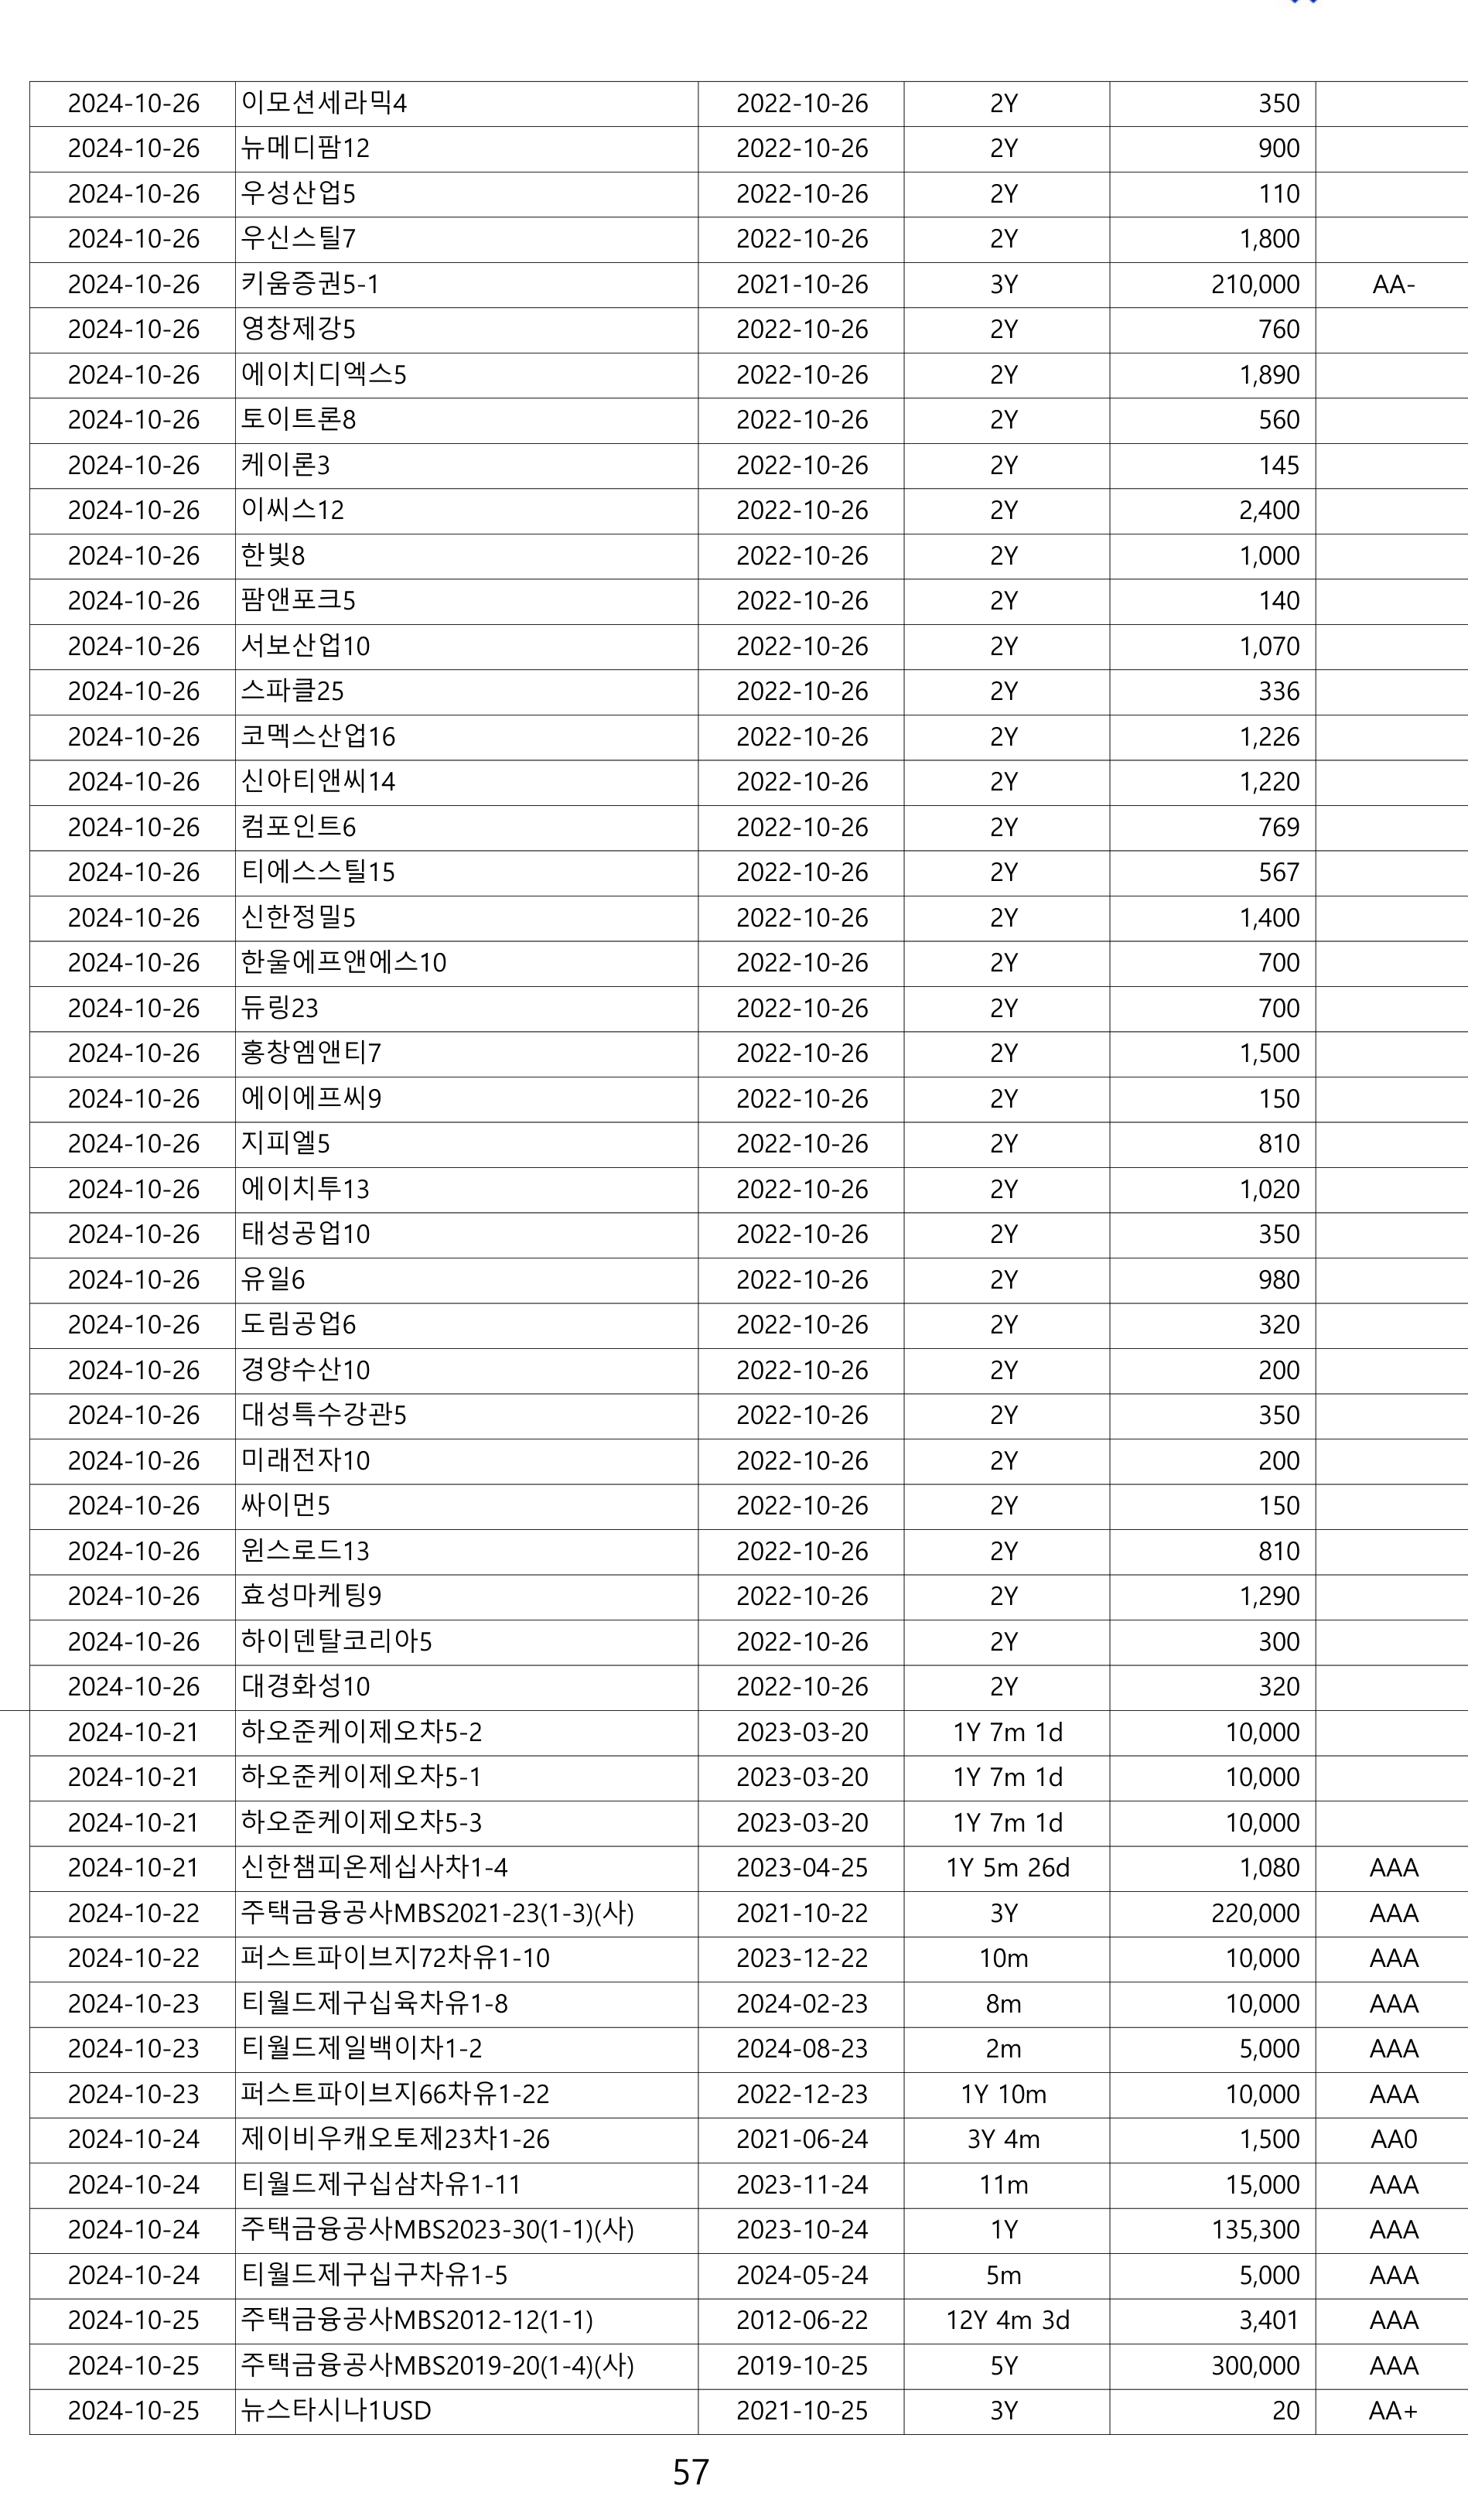 2024-10-26 이모션세라믹4 2022-10-26 2Y 350
2024-10-26 뉴메디팜12 2022-10-26 2Y 900
2024-10-26 우성산업5 2022-10-26 2Y 110
2024-10-26 우신스틸7 2022-10-26 2Y 1,800
2024-10-26 키움증권5-1 2021-10-26 3Y 210,000 AA-
2024-10-26 영창제강5 2022-10-26 2Y 760
2024-10-26 에이치디엑스5 2022-10-26 2Y 1,890
2024-10-26 토이트론8 2022-10-26 2Y 560
2024-10-26 케이론3 2022-10-26 2Y 145
2024-10-26 이씨스12 2022-10-26 2Y 2,400
2024-10-26 한빛8 2022-10-26 2Y 1,000
2024-10-26 팜앤포크5 2022-10-26 2Y 140
2024-10-26 서보산업10 2022-10-26 2Y 1,070
2024-10-26 스파클25 2022-10-26 2Y 336
2024-10-26 코멕스산업16 2022-10-26 2Y 1,226
2024-10-26 신아티앤씨14 2022-10-26 2Y 1,220
2024-10-26 컴포인트6 2022-10-26 2Y 769
2024-10-26 티에스스틸15 2022-10-26 2Y 567
2024-10-26 신한정밀5 2022-10-26 2Y 1,400
2024-10-26 한울에프앤에스10 2022-10-26 2Y 700
2024-10-26 듀링23 2022-10-26 2Y 700
2024-10-26 홍창엠앤티7 2022-10-26 2Y 1,500
2024-10-26 에이에프씨9 2022-10-26 2Y 150
2024-10-26 지피엘5 2022-10-26 2Y 810
2024-10-26 에이치투13 2022-10-26 2Y 1,020
2024-10-26 태성공업10 2022-10-26 2Y 350
2024-10-26 유일6 2022-10-26 2Y 980
2024-10-26 도림공업6 2022-10-26 2Y 320
2024-10-26 경양수산10 2022-10-26 2Y 200
2024-10-26 대성특수강관5 2022-10-26 2Y 350
2024-10-26 미래전자10 2022-10-26 2Y 200
2024-10-26 싸이먼5 2022-10-26 2Y 150
2024-10-26 윈스로드13 2022-10-26 2Y 810
2024-10-26 효성마케팅9 2022-10-26 2Y 1,290
2024-10-26 하이덴탈코리아5 2022-10-26 2Y 300
2024-10-26 대경화성10 2022-10-26 2Y 320
2024-10-21 하오준케이제오차5-2 2023-03-20 1Y 7m 1d 10,000
2024-10-21 하오준케이제오차5-1 2023-03-20 1Y 7m 1d 10,000
2024-10-21 하오준케이제오차5-3 2023-03-20 1Y 7m 1d 10,000
2024-10-21 신한챔피온제십사차1-4 2023-04-25 1Y 5m 26d 1,080 AAA
2024-10-22 주택금융공사MBS2021-23(1-3)(사) 2021-10-22 3Y 220,000 AAA
2024-10-22 퍼스트파이브지72차유1-10 2023-12-22 10m 10,000 AAA
2024-10-23 티월드제구십육차유1-8 2024-02-23 8m 10,000 AAA
2024-10-23 티월드제일백이차1-2 2024-08-23 2m 5,000 AAA
2024-10-23 퍼스트파이브지66차유1-22 2022-12-23 1Y 10m 10,000 AAA
2024-10-24 제이비우캐오토제23차1-26 2021-06-24 3Y 4m 1,500 AA0
2024-10-24 티월드제구십삼차유1-11 2023-11-24 11m 15,000 AAA
2024-10-24 주택금융공사MBS2023-30(1-1)(사) 2023-10-24 1Y 135,300 AAA
2024-10-24 티월드제구십구차유1-5 2024-05-24 5m 5,000 AAA
2024-10-25 주택금융공사MBS2012-12(1-1) 2012-06-22 12Y 4m 3d 3,401 AAA
2024-10-25 주택금융공사MBS2019-20(1-4)(사) 2019-10-25 5Y 300,000 AAA
2024-10-25 뉴스타시나1USD 2021-10-25 3Y 20 AA+
57